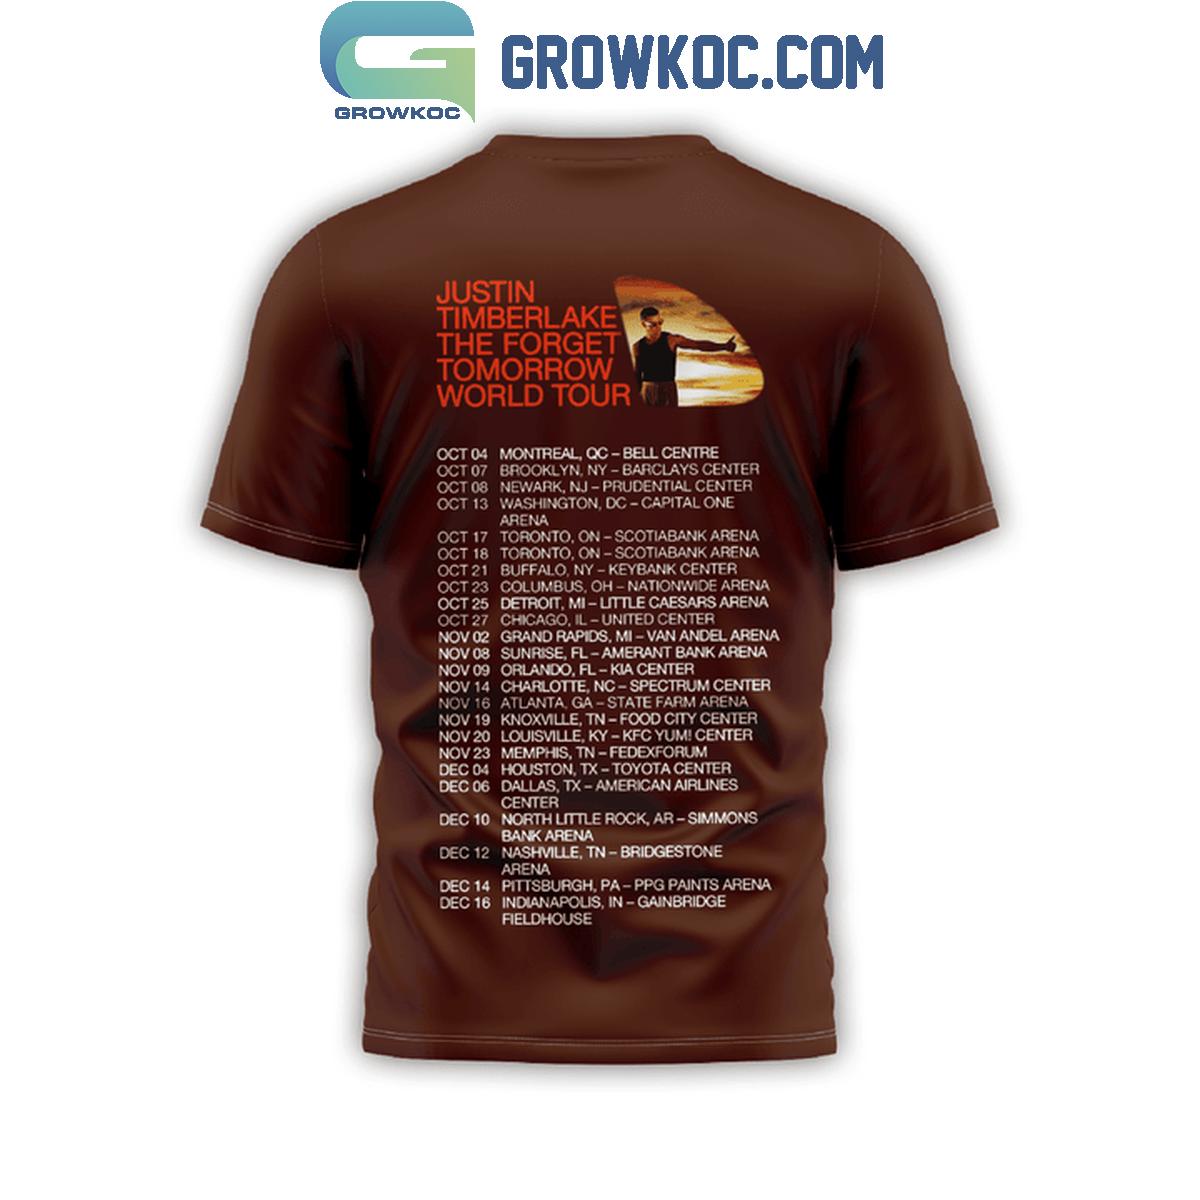 GROWKOC
GROWKOC.COM
JUSTIN
TIMBERLAKE
THE FORGET
TOMORROW
WORLD TOUR
OCT 04 MONTREAL, QC – BELL CENTRE
OCT 07 BROOKLYN, NY – BARCLAYS CENTER
OCT 08 NEWARK, NJ – PRUDENTIAL CENTER
OCT 13 WASHINGTON, DC – CAPITAL ONE
ARENA
OCT 17 TORONTO, ON – SCOTIABANK ARENA
OCT 18 TORONTO, ON – SCOTIABANK ARENA
OCT 21 BUFFALO, NY – KEYBANK CENTER
OCT 23 COLUMBUS, OH – NATIONWIDE ARENA
OCT 25 DETROIT, MI – LITTLE CAESARS ARENA
OCT 27 CHICAGO, IL – UNITED CENTER
NOV 02 GRAND RAPIDS, MI – VAN ANDEL ARENA
NOV 08 SUNRISE, FL – AMERANT BANK ARENA
NOV 09 ORLANDO, FL – KIA CENTER
NOV 14 CHARLOTTE, NC – SPECTRUM CENTER
NOV 16 ATLANTA, GA – STATE FARM ARENA
NOV 19 KNOXVILLE, TN – FOOD CITY CENTER
NOV 20 LOUISVILLE, KY – KFC YUM! CENTER
NOV 23 MEMPHIS, TN – FEDEXFORUM
DEC 04 HOUSTON, TX – TOYOTA CENTER
DEC 06 DALLAS, TX – AMERICAN AIRLINES
CENTER
DEC 10 NORTH LITTLE ROCK, AR – SIMMONS
BANK ARENA
DEC 12 NASHVILLE, TN – BRIDGESTONE
ARENA
DEC 14 PITTSBURGH, PA – PPG PAINTS ARENA
DEC 16 INDIANAPOLIS, IN – GAINBRIDGE
FIELDHOUSE